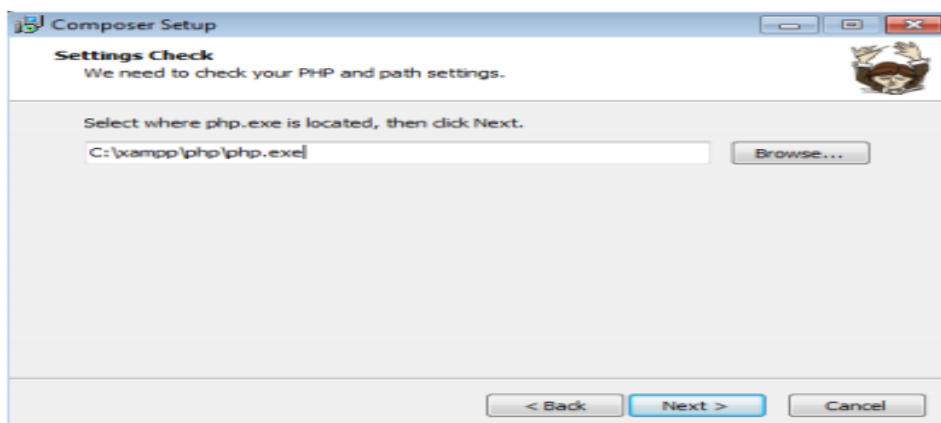 Composer Setup
Settings Check
We need to check your PHP and path settings.
Select where php.exe is located, then click Next.
C:\xampp\php\php.exe
Browse...
< Back
Next >
Cancel